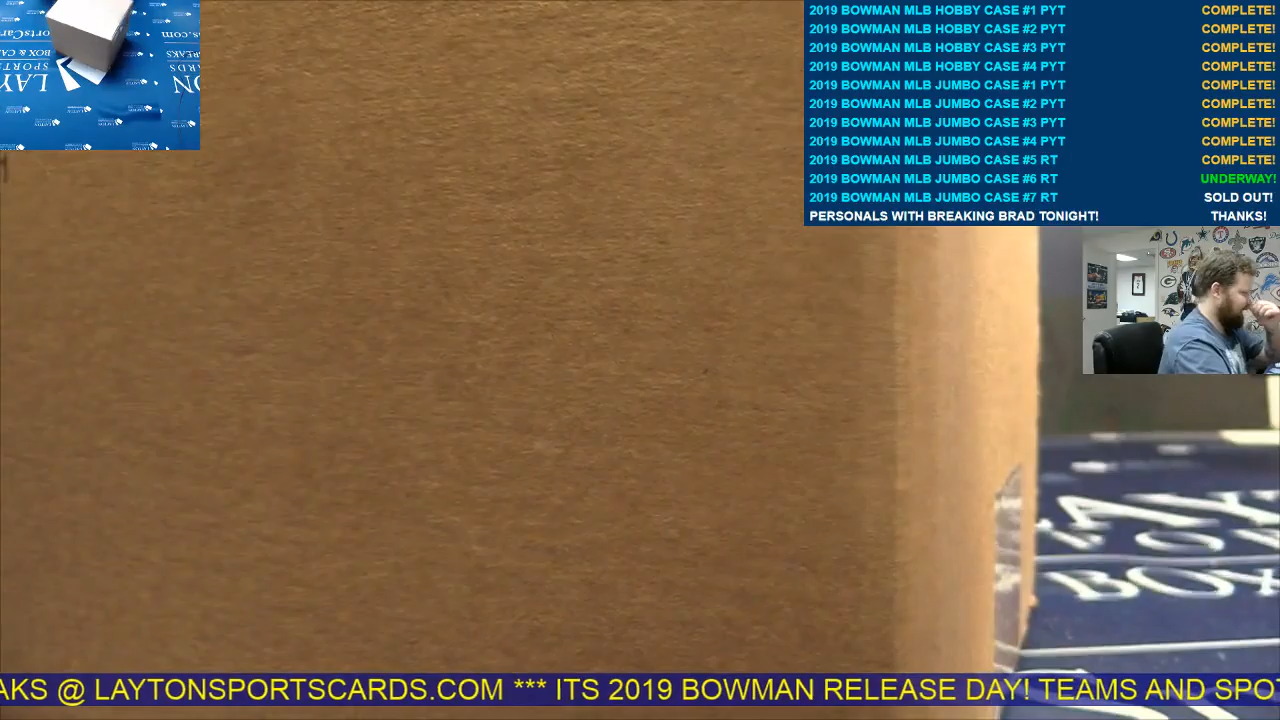 2019 BOWMAN MLB HOBBY CASE #1 PYT COMPLETE!
2019 BOWMAN MLB HOBBY CASE #2 PYT COMPLETE!
2019 BOWMAN MLB HOBBY CASE #3 PYT COMPLETE!
2019 BOWMAN MLB HOBBY CASE #4 PYT COMPLETE!
2019 BOWMAN MLB JUMBO CASE #1 PYT COMPLETE!
2019 BOWMAN MLB JUMBO CASE #2 PYT COMPLETE!
2019 BOWMAN MLB JUMBO CASE #3 PYT COMPLETE!
2019 BOWMAN MLB JUMBO CASE #4 PYT COMPLETE!
2019 BOWMAN MLB JUMBO CASE #5 RT COMPLETE!
2019 BOWMAN MLB JUMBO CASE #6 RT UNDERWAY!
2019 BOWMAN MLB JUMBO CASE #7 RT SOLD OUT!
PERSONALS WITH BREAKING BRAD TONIGHT! THANKS!
LAY
BOX
AKS @ LAYTONSPORTSCARDS.COM *** ITS 2019 BOWMAN RELEASE DAY! TEAMS AND SPOT